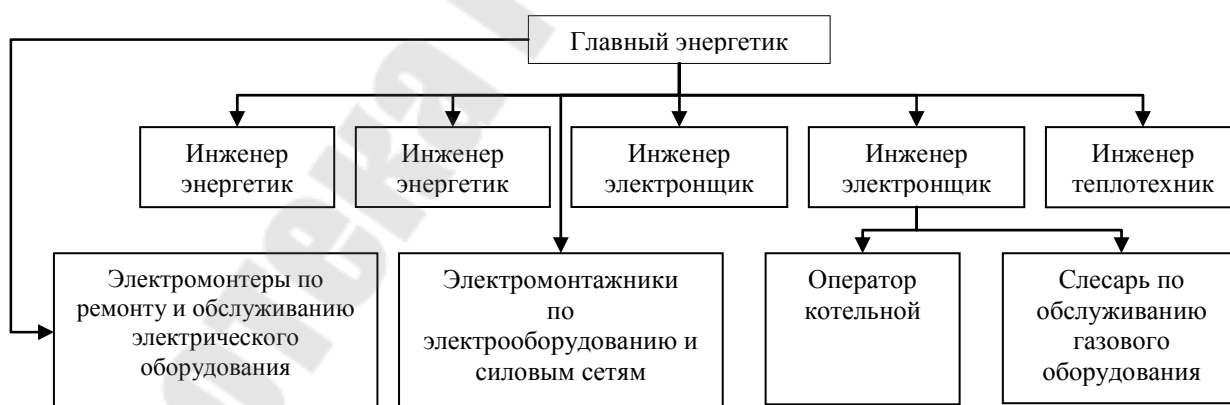 Главный энергетик
Инженер
энергетик
Инженер
энергетик
Инженер
электронщик
Инженер
электронщик
Инженер
теплотехник
Электромонтеры по
ремонту и обслуживанию
электрического
оборудования
Электромонтажники
по
электрооборудованию и
силовым сетям
Оператор
котельной
Слесарь по
обслуживанию
газового
оборудования